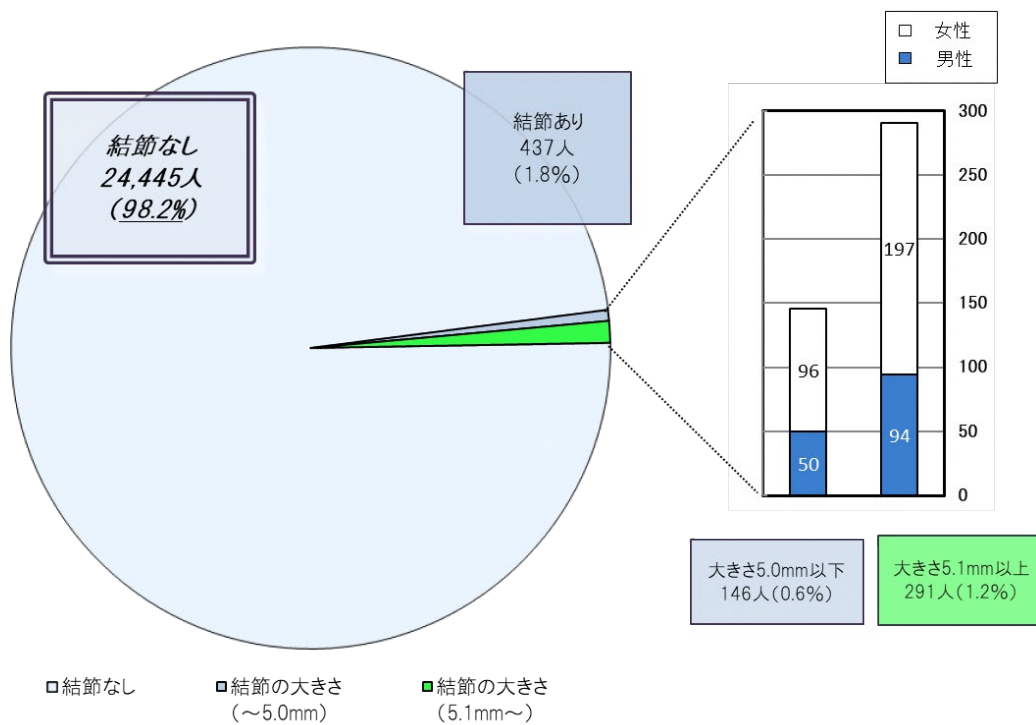 女性
男性
結節なし
24,445人
(98.2%)
結節あり
437人
(1.8%)
300
250
200
150
100
50
0
197
96
94
50
大きさ5.0mm以下
146人(0.6%)
大きさ5.1mm以上
291人(1.2%)
結節なし
結節の大きさ
(~5.0mm)
結節の大きさ
(5.1mm~)